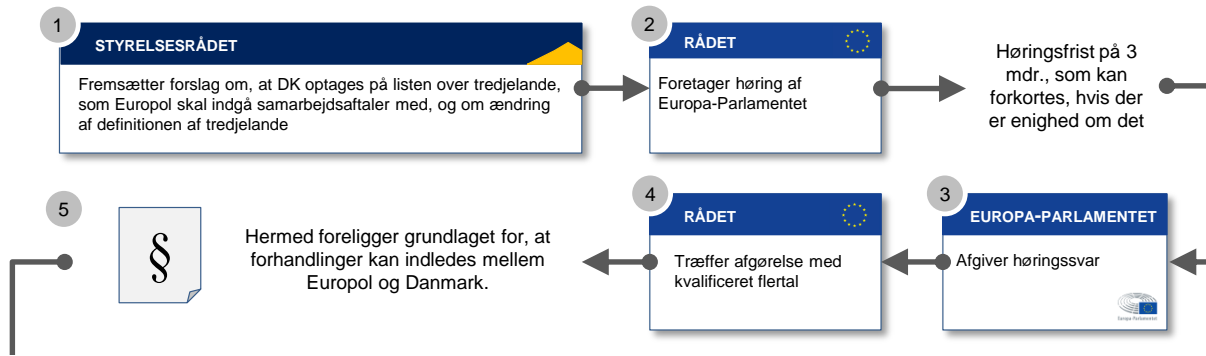 1
STYRELSESRÅDET
Fremsætter forslag om, at DK optages på listen over tredjelande,
som Europol skal indgå samarbejdsaftaler med, og om ændring
af definitionen af tredjelande
2
RÅDET
Foretager høring af
Europa-Parlamentet
Høringsfrist på 3
mdr., som kan
forkortes, hvis der
er enighed om det
3
EUROPA-PARLAMENTET
Afgiver høringssvar
Europa-Parlamentet
4
RÅDET
Træffer afgørelse med
kvalificeret flertal
5
§
Hermed foreligger grundlaget for, at
forhandlinger kan indledes mellem
Europol og Danmark.